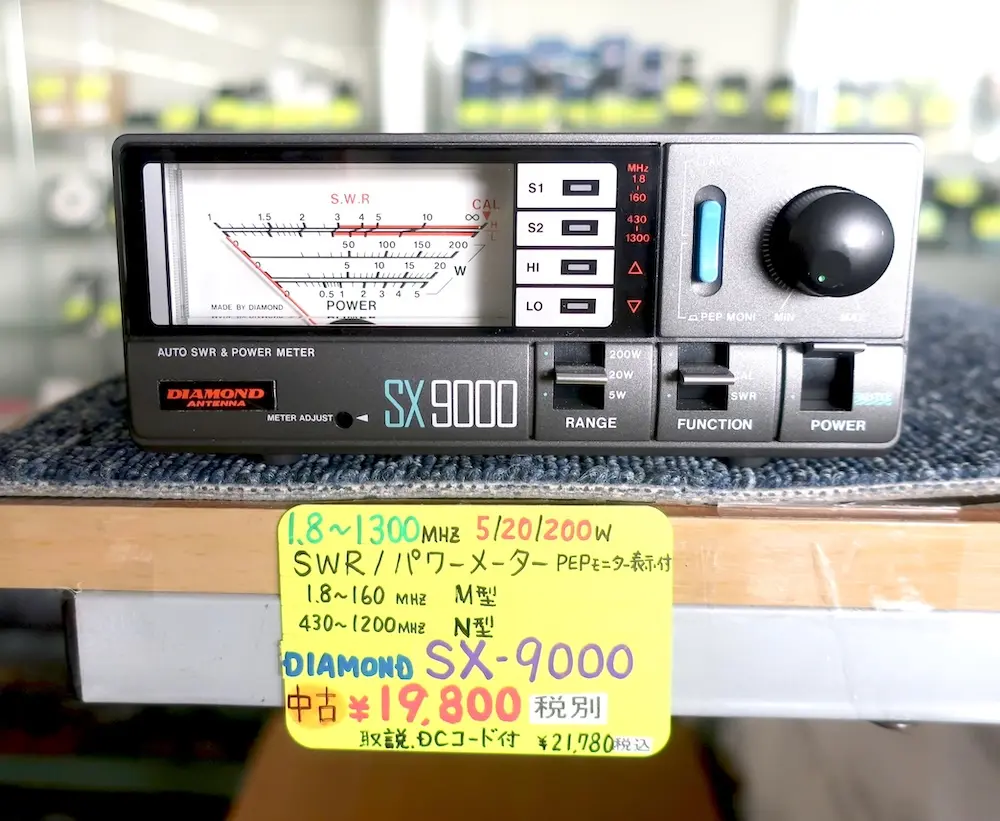 S.W.R
CAL
1 1.5 2 3 4 5 10 ∞
H
L
0 50 100 150 200
0 5 10 15 20 W
0 0.5 1 2 3 4 5
MADE BY DIAMOND
POWER
S1
S2
HI
LO
MHz
1.8
160
430
1300
△
▽
PEP MONI
MIN
MAX
AUTO SWR & POWER METER
DIAMOND
ANTENNA
METER ADJUST
SX9000
200W
20W
5W
RANGE
CAL
SWR
FUNCTION
POWER
1.8~1300MHz 5/20/200W
SWR/パワーメーター PEPモニター表示付
1.8~160 MHz M型
430~1200MHz N型
DIAMOND SX-9000
中古 ¥19,800 税別
取説.DCコード付 ¥21,780税込